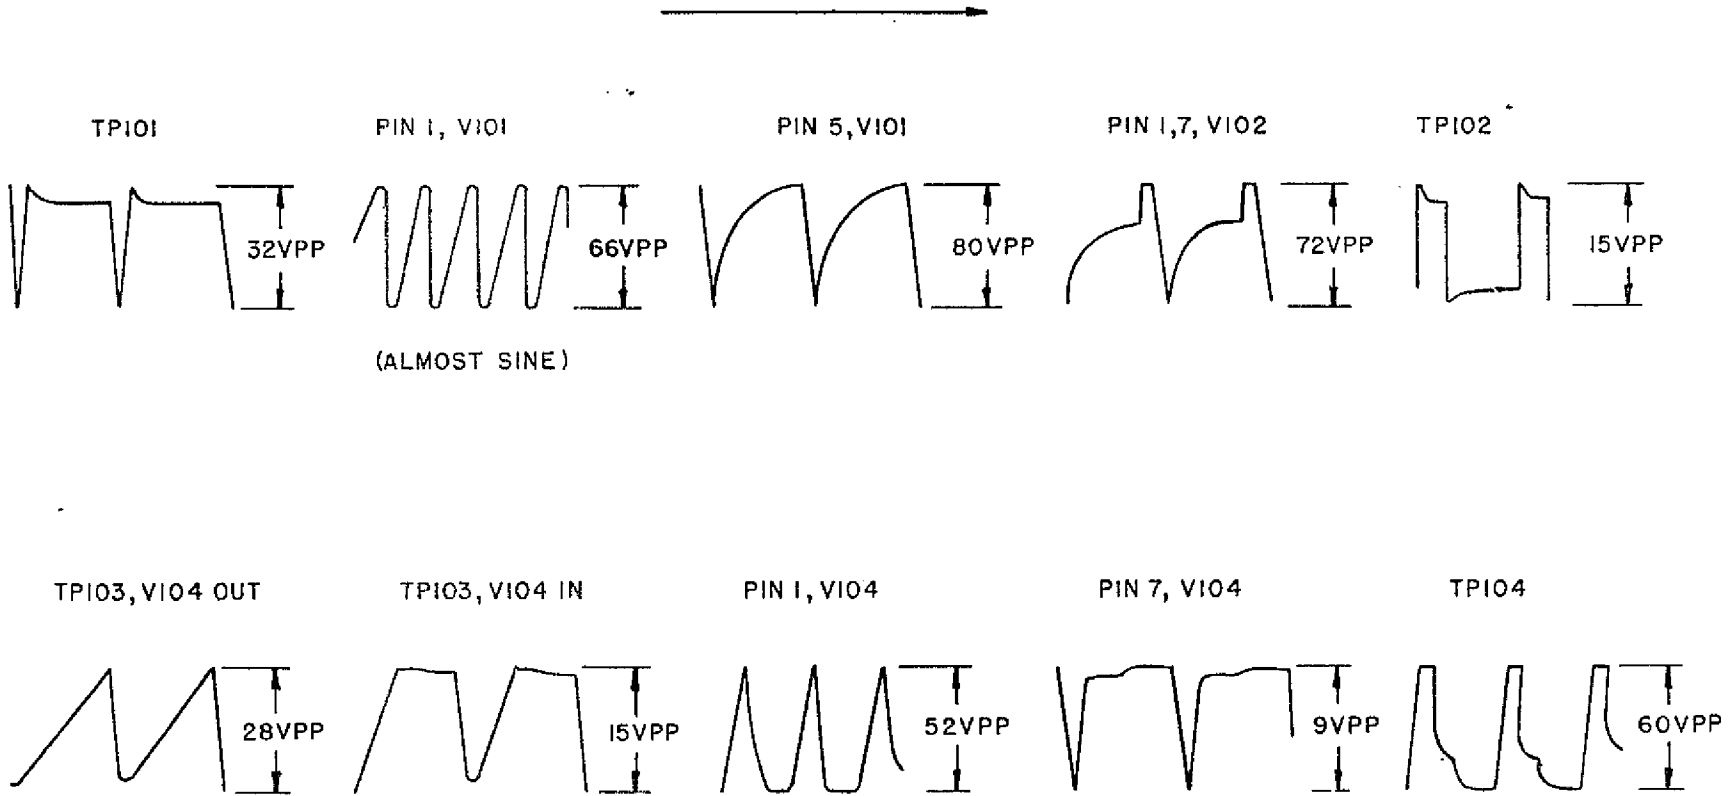 TP101
PIN 1, V101
PIN 5, V101
PIN 1,7, V102
TP102
32VPP
66VPP
80VPP
72VPP
15VPP
(ALMOST SINE)
TP103, V104 OUT
TP103, V104 IN
PIN 1, V104
PIN 7, V104
TP104
28VPP
15VPP
52VPP
9VPP
60VPP